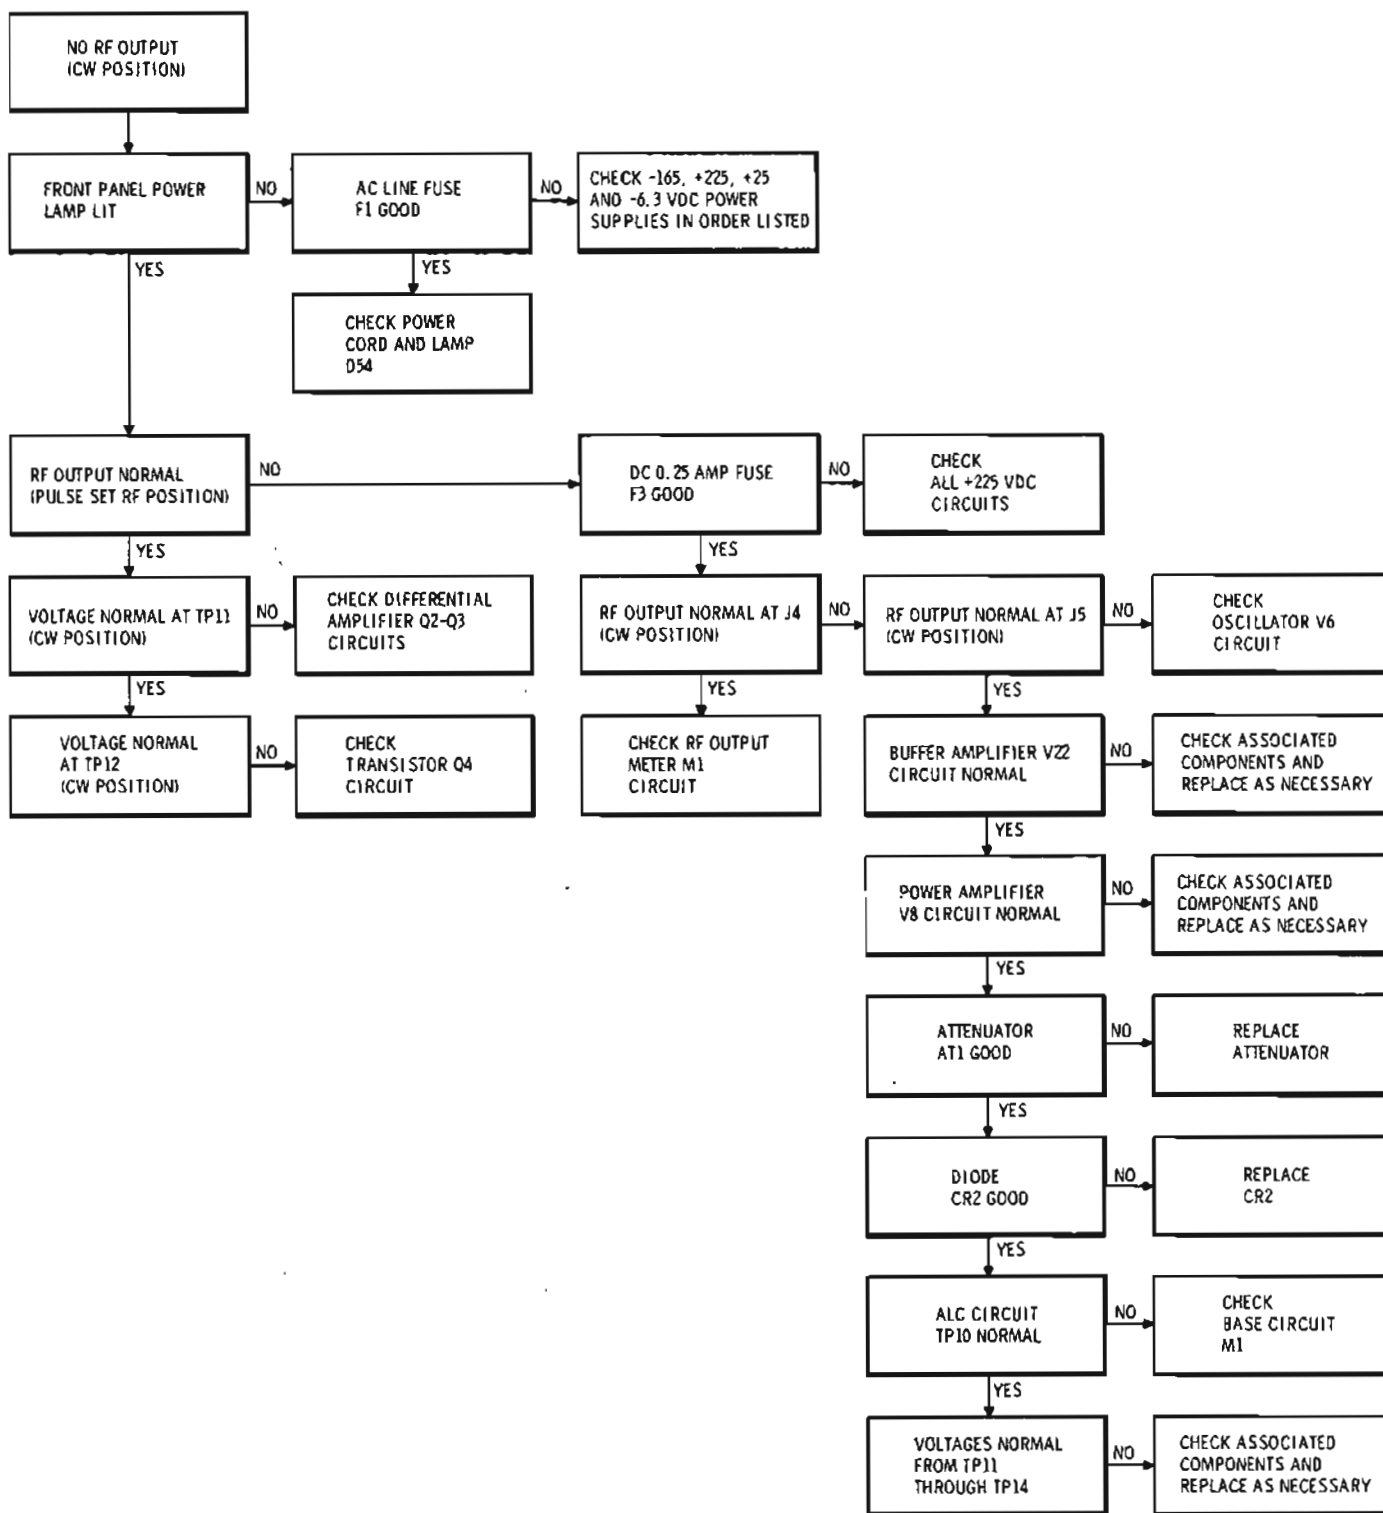 NO RF OUTPUT
(CW POSITION)
FRONT PANEL POWER
LAMP LIT
NO
AC LINE FUSE
F1 GOOD
NO
CHECK -165, +225, +25
AND -6.3 VDC POWER
SUPPLIES IN ORDER LISTED
YES
YES
CHECK POWER
CORD AND LAMP
DS4
RF OUTPUT NORMAL
(PULSE SET RF POSITION)
NO
DC 0.25 AMP FUSE
F3 GOOD
NO
CHECK
ALL +225 VDC
CIRCUITS
YES
YES
VOLTAGE NORMAL AT TP11
(CW POSITION)
NO
CHECK DIFFERENTIAL
AMPLIFIER Q2-Q3
CIRCUITS
RF OUTPUT NORMAL AT J4
(CW POSITION)
NO
RF OUTPUT NORMAL AT J5
(CW POSITION)
NO
CHECK
OSCILLATOR V6
CIRCUIT
YES
YES
YES
VOLTAGE NORMAL
AT TP12
(CW POSITION)
NO
CHECK
TRANSISTOR Q4
CIRCUIT
CHECK RF OUTPUT
METER M1
CIRCUIT
BUFFER AMPLIFIER V22
CIRCUIT NORMAL
NO
CHECK ASSOCIATED
COMPONENTS AND
REPLACE AS NECESSARY
YES
POWER AMPLIFIER
V8 CIRCUIT NORMAL
NO
CHECK ASSOCIATED
COMPONENTS AND
REPLACE AS NECESSARY
YES
ATTENUATOR
AT1 GOOD
NO
REPLACE
ATTENUATOR
YES
DIODE
CR2 GOOD
NO
REPLACE
CR2
YES
ALC CIRCUIT
TP10 NORMAL
NO
CHECK
BASE CIRCUIT
M1
YES
VOLTAGES NORMAL
FROM TP11
THROUGH TP14
NO
CHECK ASSOCIATED
COMPONENTS AND
REPLACE AS NECESSARY